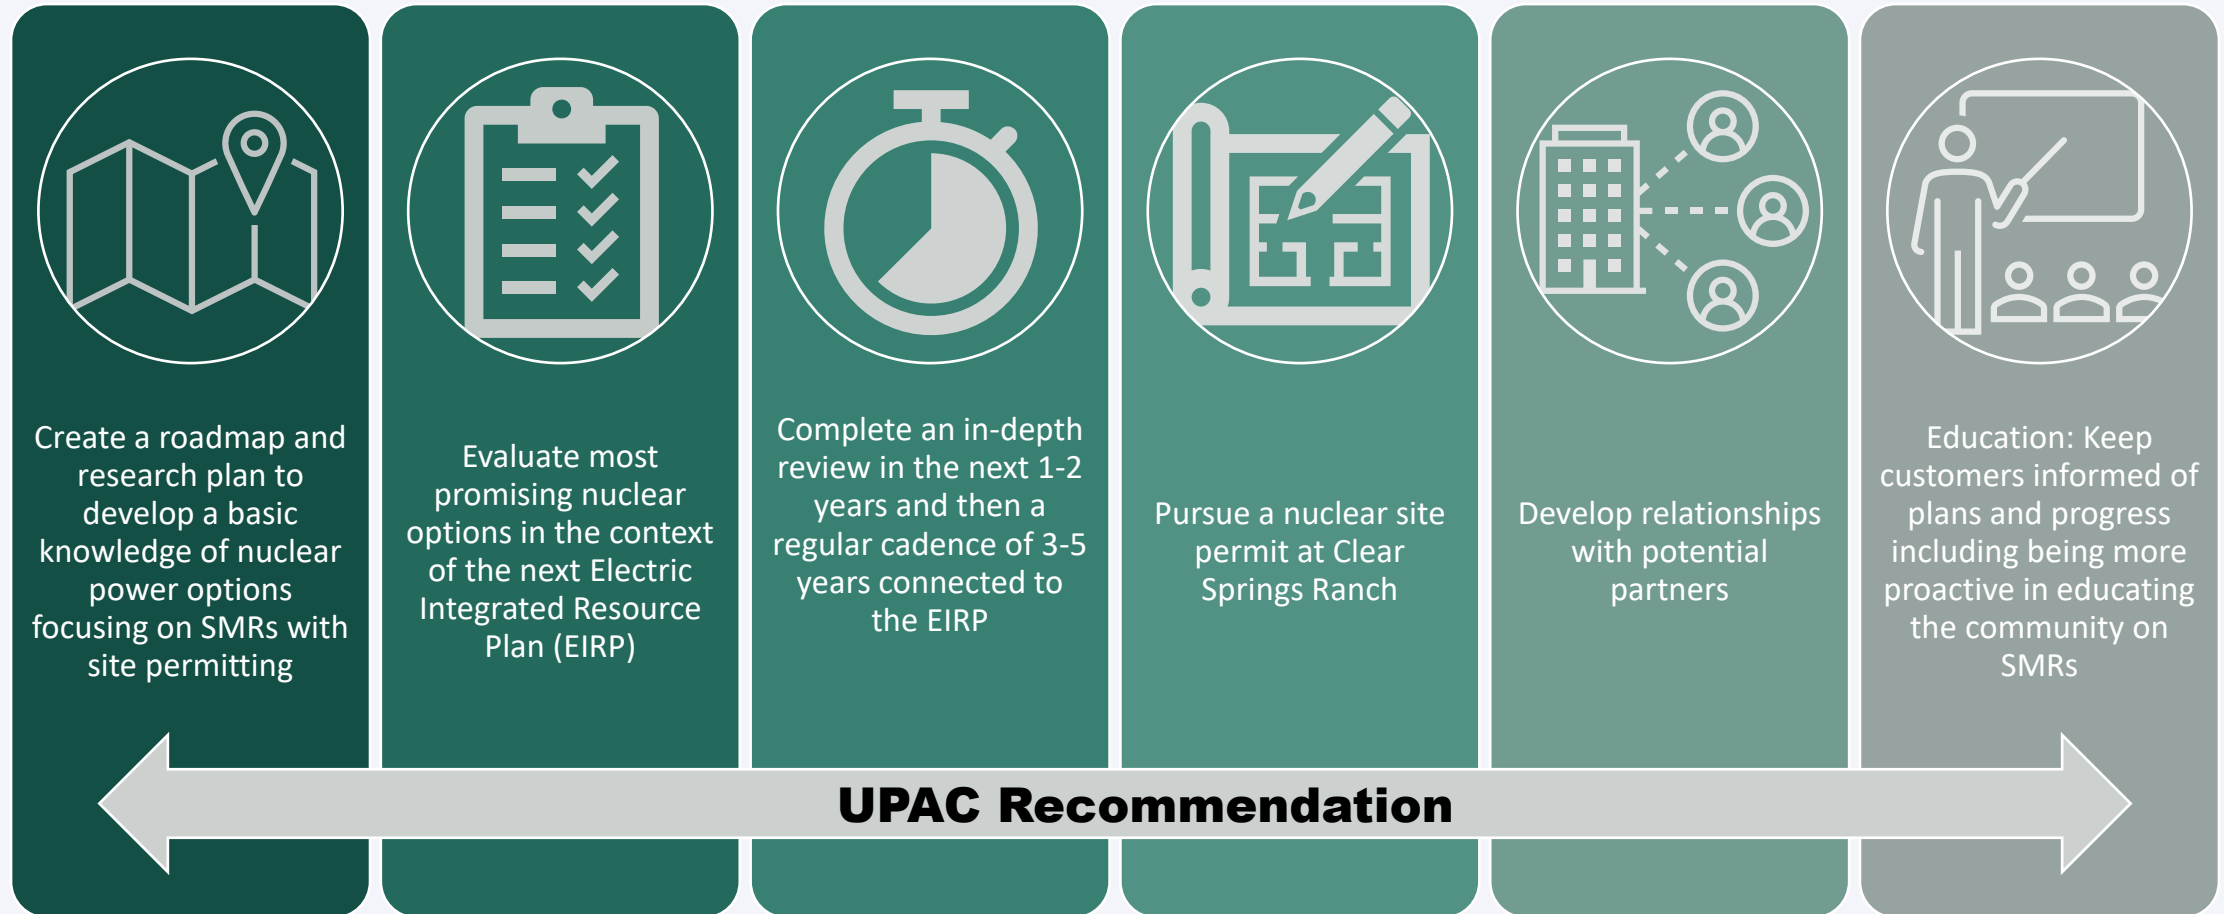 Create a roadmap and
research plan to
develop a basic
knowledge of nuclear
power options
focusing on SMRs with
site permitting
Evaluate most
promising nuclear
options in the context
of the next Electric
Integrated Resource
Plan (EIRP)
Complete an in-depth
review in the next 1-2
years and then a
regular cadence of 3-5
years connected to
the EIRP
Pursue a nuclear site
permit at Clear
Springs Ranch
Develop relationships
with potential
partners
Education: Keep
customers informed of
plans and progress
including being more
proactive in educating
the community on
SMRs
UPAC Recommendation